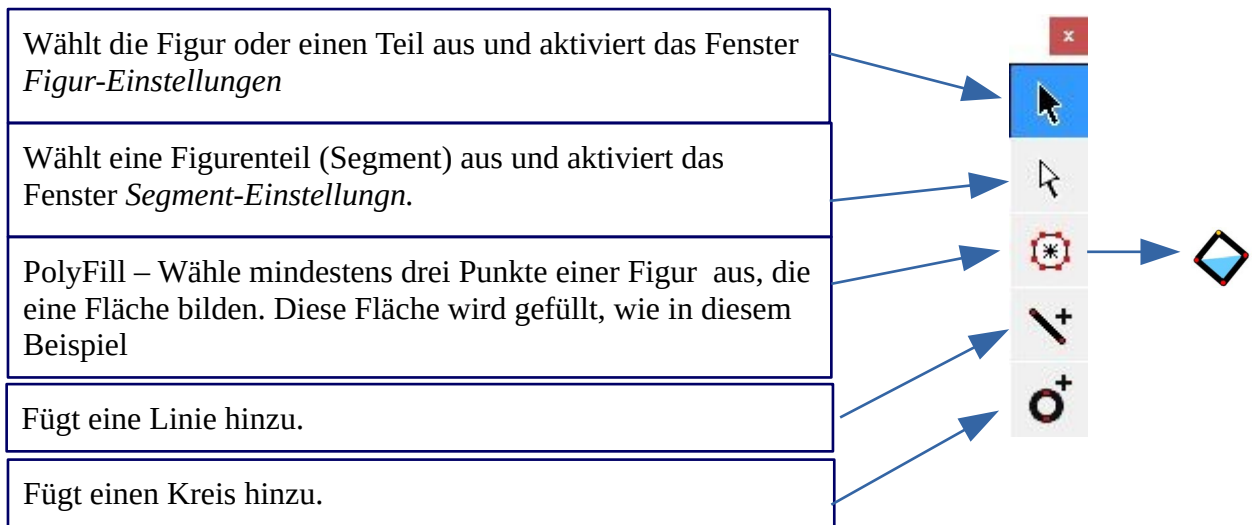 Wählt die Figur oder einen Teil aus und aktiviert das Fenster
Figur-Einstellungen
Wählt eine Figurenteil (Segment) aus und aktiviert das
Fenster Segment-Einstellungn.
PolyFill – Wähle mindestens drei Punkte einer Figur aus, die
eine Fläche bilden. Diese Fläche wird gefüllt, wie in diesem
Beispiel
Fügt eine Linie hinzu.
Fügt einen Kreis hinzu.